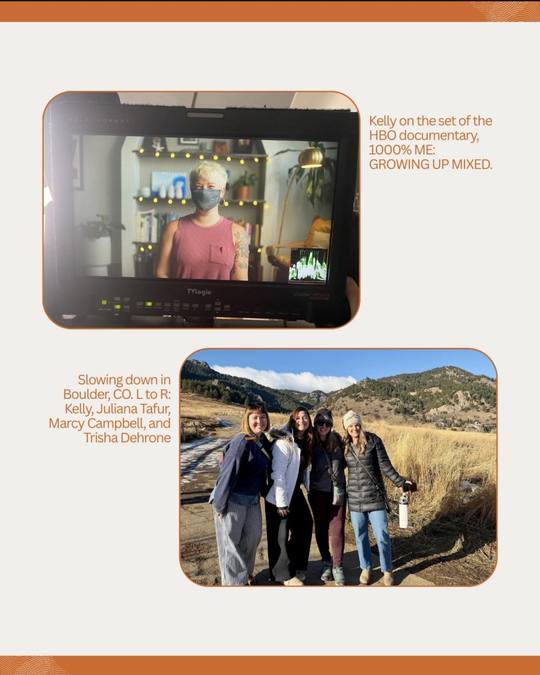 Kelly on the set of the
HBO documentary,
1000% ME:
GROWING UP MIXED.
TVlogic
Slowing down in
Boulder, CO. L to R:
Kelly, Juliana Tafur,
Marcy Campbell, and
Trisha Dehrone